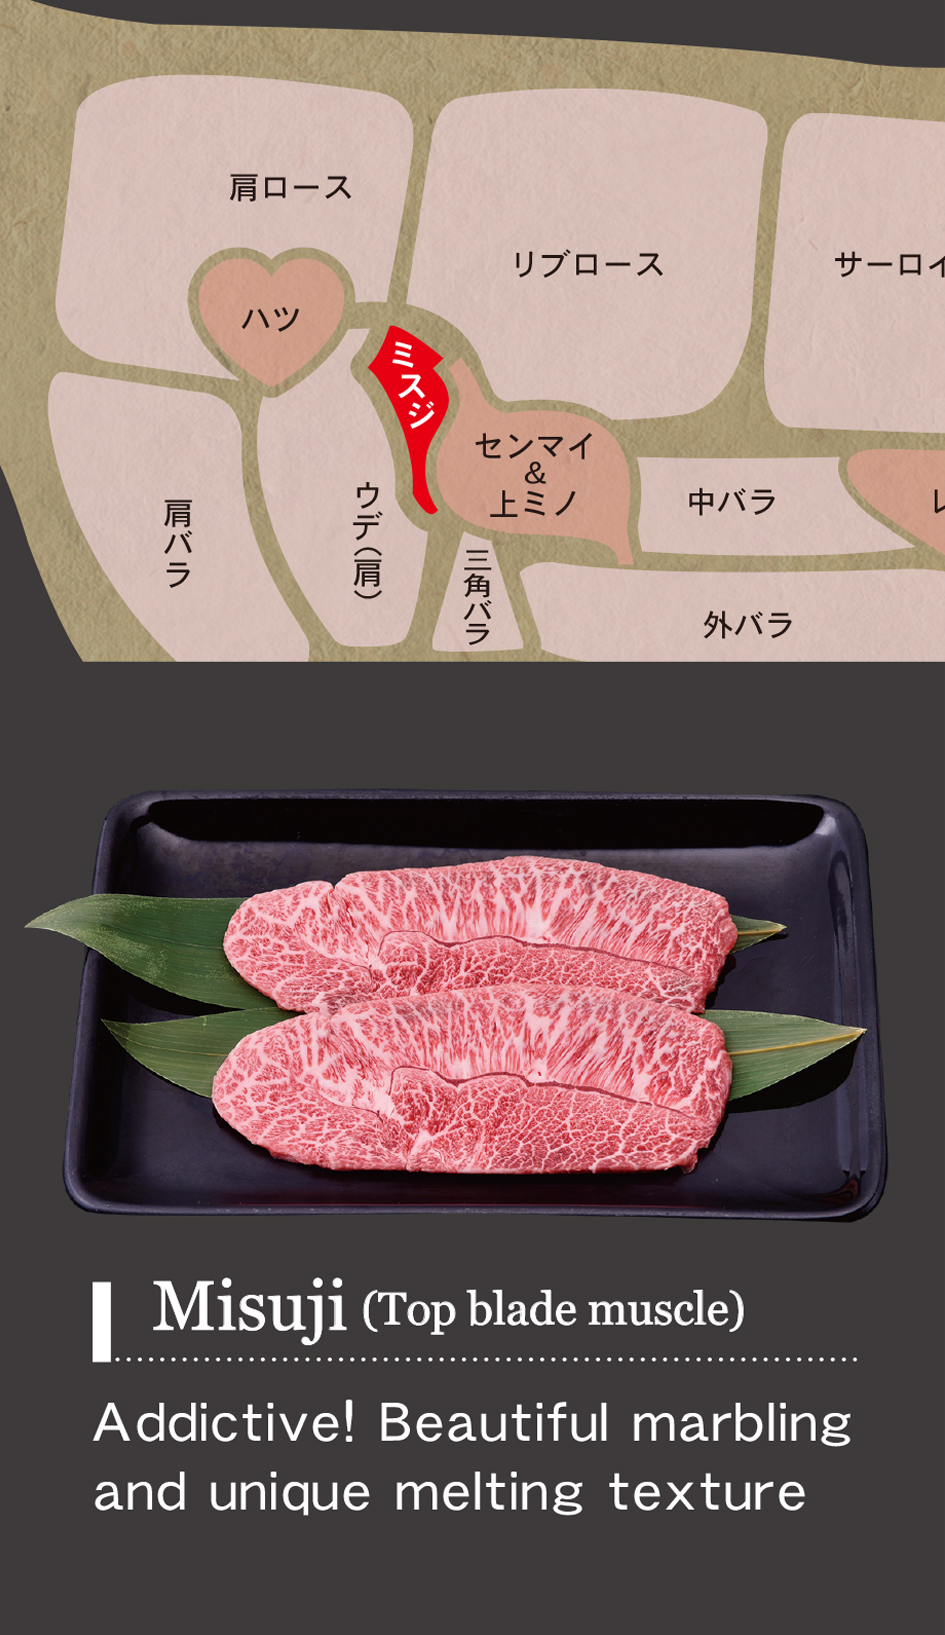 肩ロース
リブロース
サーロイ
ハツ
ミスジ
センマイ
&
上ミノ
中バラ
肩バラ
ウデ(肩)
三角バラ
外バラ
Misuji (Top blade muscle)
Addictive! Beautiful marbling
and unique melting texture